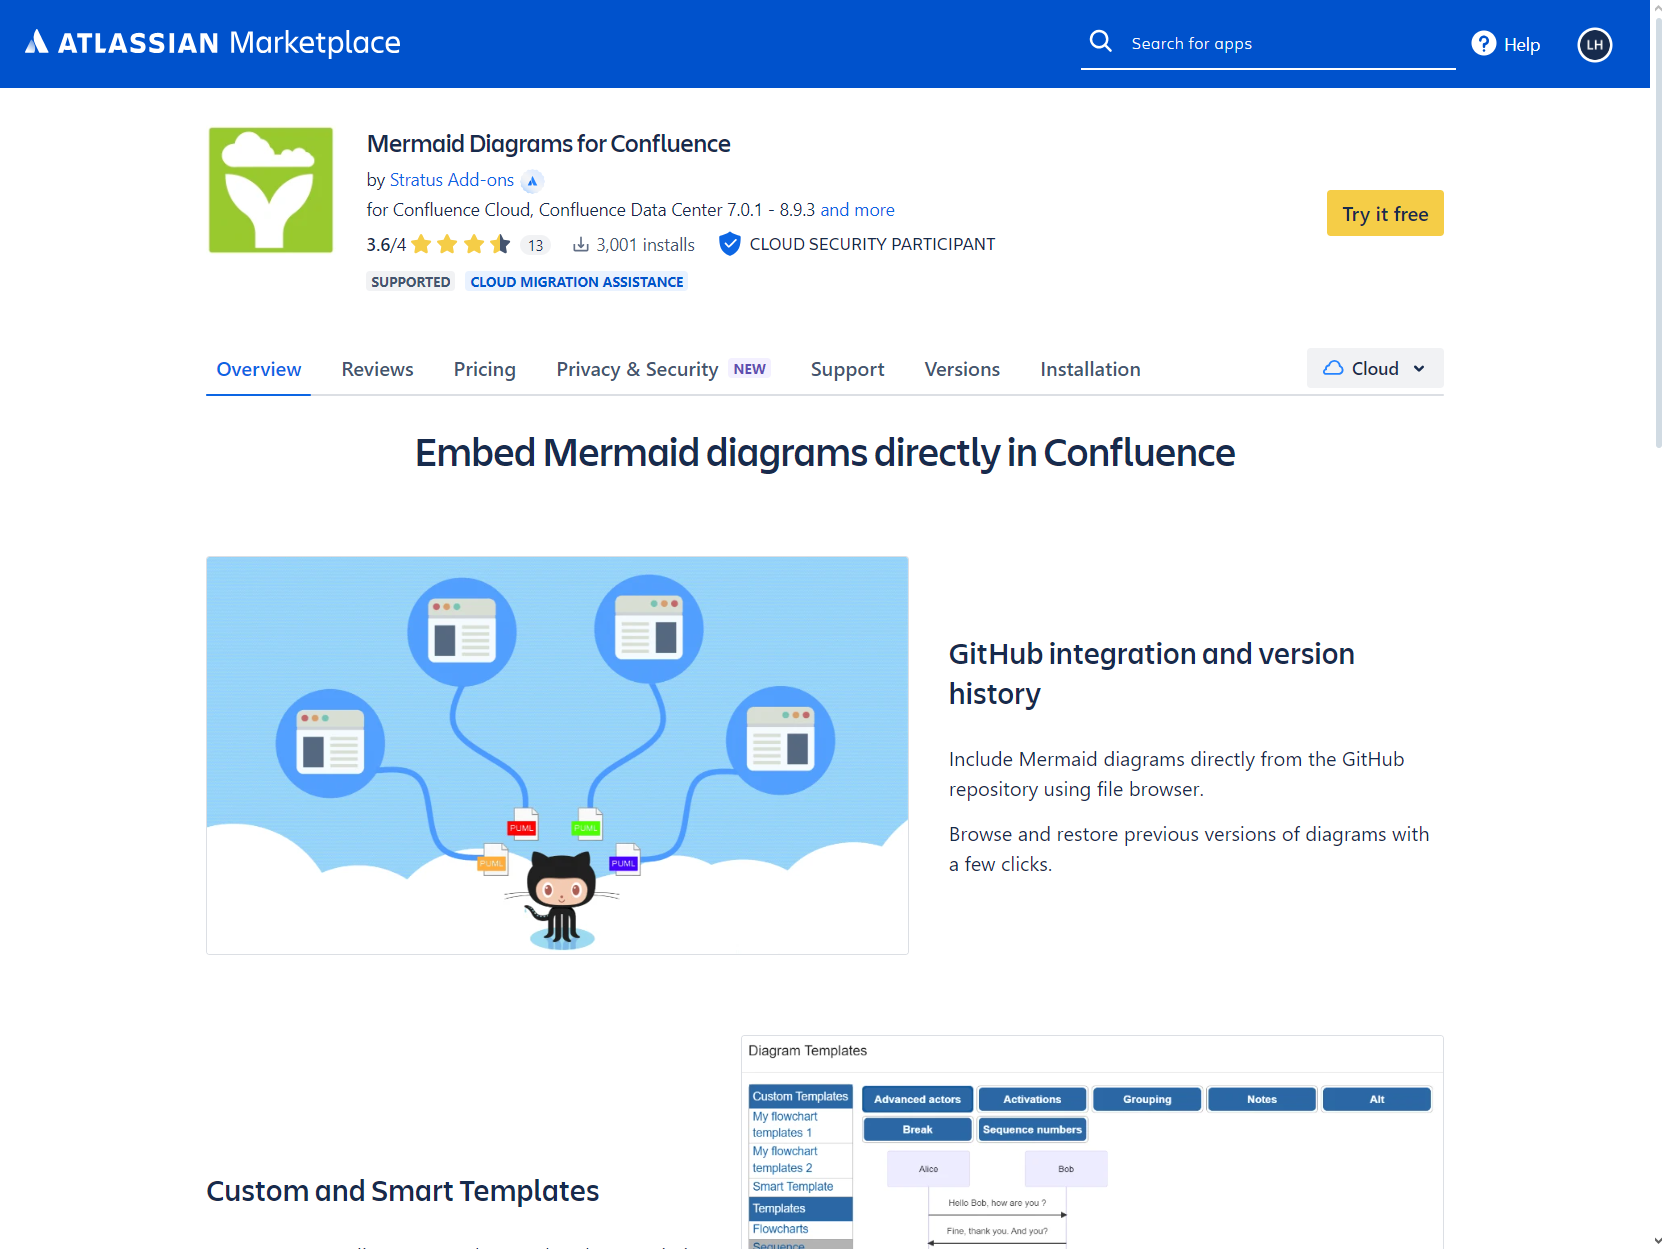 ATLASSIAN Marketplace
Search for apps
Help
LH
Mermaid Diagrams for Confluence
by Stratus Add-ons
for Confluence Cloud, Confluence Data Center 7.0.1 - 8.9.3 and more
3.6/4 13 3,001 installs CLOUD SECURITY PARTICIPANT
SUPPORTED CLOUD MIGRATION ASSISTANCE
Try it free
Overview Reviews Pricing Privacy & Security NEW Support Versions Installation
Cloud
Embed Mermaid diagrams directly in Confluence
PUML
PUML
PUML
PUML
GitHub integration and version
history
Include Mermaid diagrams directly from the GitHub
repository using file browser.
Browse and restore previous versions of diagrams with
a few clicks.
Custom and Smart Templates
Diagram Templates
Custom Templates
My flowchart
templates 1
My flowchart
templates 2
Smart Template
Templates
Flowcharts
Sequence
Advanced actors Activations Grouping Notes Alt
Break Sequence numbers
Alice Bob
Hello Bob, how are you ?
Fine, thank you. And you?